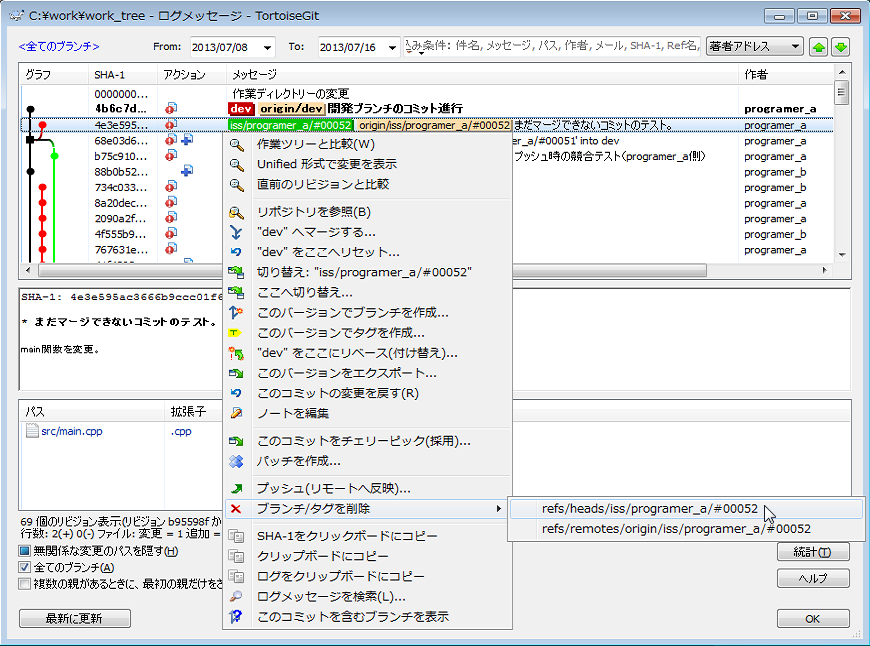 C:¥work¥work_tree - ログメッセージ - TortoiseGit
<全てのブランチ> From: 2013/07/08 To: 2013/07/16 条件: 件名, メッセージ, パス, 作者, メール, SHA-1, Ref名, 著者アドレス
グラフ SHA-1 アクション メッセージ 作者
0000000... 作業ディレクトリーの変更
4b6c7d... dev origin/dev 開発ブランチのコミット進行 programer_a
4e3e595... iss/programer_a/#00052 origin/iss/programer_a/#00052 まだマージできないコミットのテスト。 programer_a
68e03d6... er_a/#00051' into dev programer_a
b75c910... プッシュ時の競合テスト(programer_a側) programer_a
88b0b52... programer_b
734c033... programer_b
8a20dec... programer_a
2090a2f... programer_a
4f555b9... programer_b
767631e... programer_a
SHA-1: 4e3e595ac3666b9ccc01f6
* まだマージできないコミットのテスト。
main関数を変更。
パス 拡張子
src/main.cpp .cpp
69 個のリビジョン表示(リビジョン b95598f か
行数: 2(+) 0(-) ファイル: 変更 = 1 追加 =
無関係な変更のパスを隠す(H)
全てのブランチ(A)
複数の親があるときに、最初の親だけをさ
最新に更新
作業ツリーと比較(W)
Unified 形式で変更を表示
直前のリビジョンと比較
リポジトリを参照(B)
"dev" へマージする...
"dev" をここへリセット...
切り替え: "iss/programer_a/#00052"
ここへ切り替え...
このバージョンでブランチを作成...
このバージョンでタグを作成...
"dev" をここにリベース(付け替え)...
このバージョンをエクスポート...
このコミットの変更を戻す(R)
ノートを編集
このコミットをチェリーピック(採用)...
パッチを作成...
プッシュ(リモートへ反映)...
ブランチ/タグを削除
SHA-1をクリックボードにコピー
クリップボードにコピー
ログをクリップボードにコピー
ログメッセージを検索(L)...
このコミットを含むブランチを表示
refs/heads/iss/programer_a/#00052
refs/remotes/origin/iss/programer_a/#00052
統計(T)
ヘルプ
OK